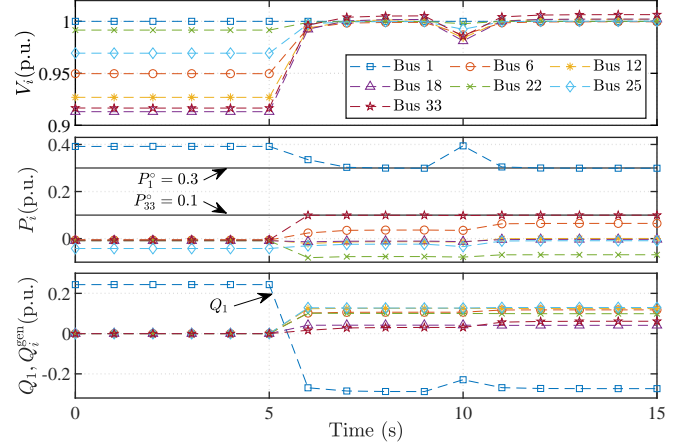 1
0.95
0.9
V_i(p.u.)
Bus 1 Bus 6 Bus 12
Bus 18 Bus 22 Bus 25
Bus 33
0.4
0.2
0
P_i(p.u.)
P_1^∘ = 0.3
P_33^∘ = 0.1
0.2
0
-0.2
Q_1, Q_i^gen(p.u.)
Q_1
0 5 10 15
Time (s)